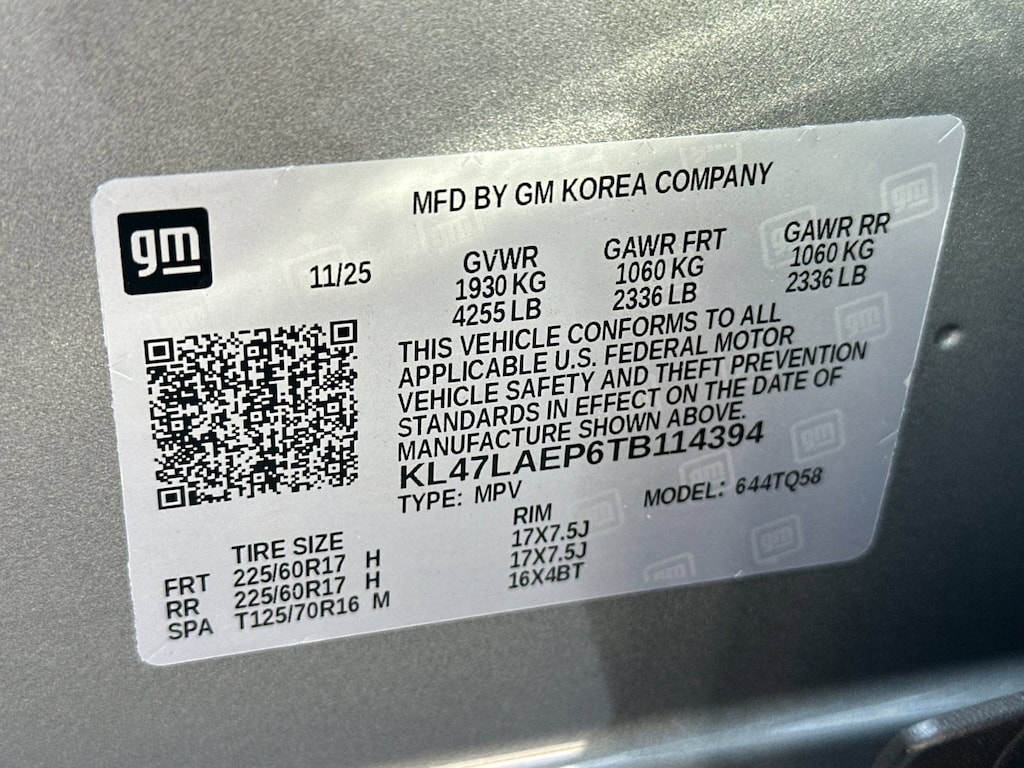 MFD BY GM KOREA COMPANY
gm
11/25
GVWR
1930 KG
4255 LB
GAWR FRT
1060 KG
2336 LB
GAWR RR
1060 KG
2336 LB
THIS VEHICLE CONFORMS TO ALL
APPLICABLE U.S. FEDERAL MOTOR
VEHICLE SAFETY AND THEFT PREVENTION
STANDARDS IN EFFECT ON THE DATE OF
MANUFACTURE SHOWN ABOVE.
KL47LAEP6TB114394
TYPE: MPV MODEL: 644TQ58
TIRE SIZE RIM
FRT 225/60R17 H 17X7.5J
RR 225/60R17 H 17X7.5J
SPA T125/70R16 M 16X4BT